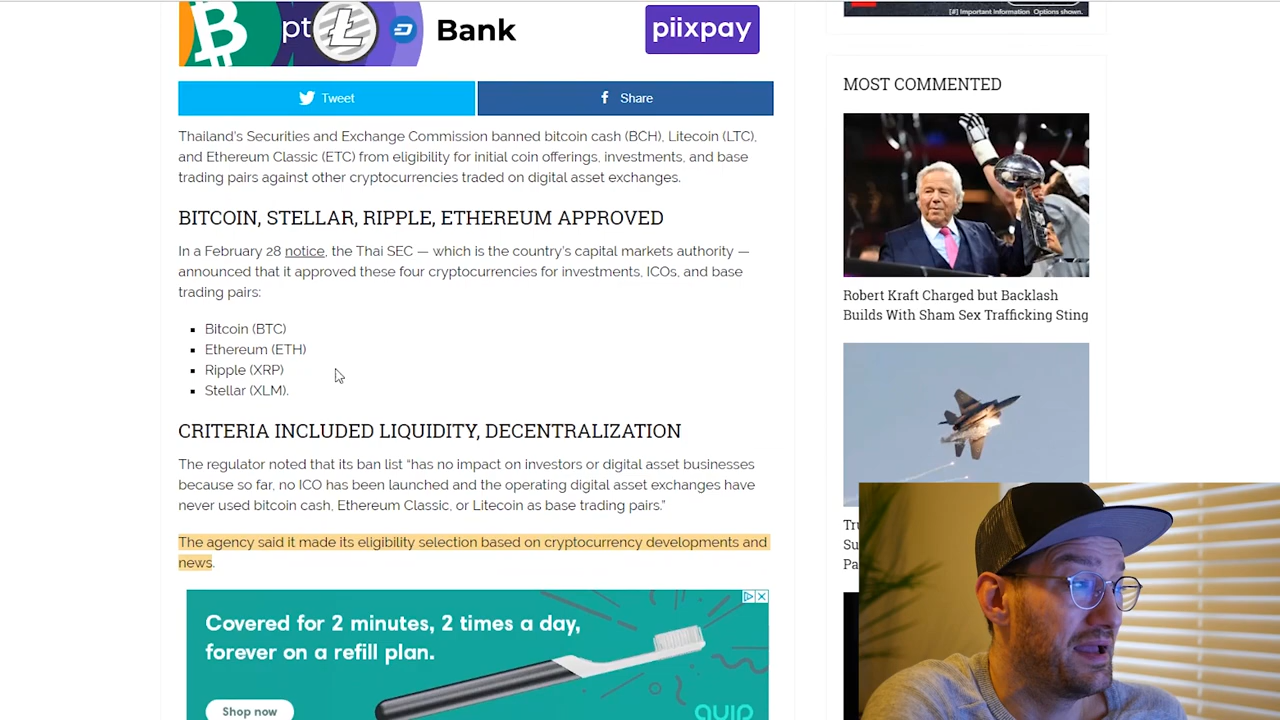 pt
Bank
piixpay
[#] Important Information Options shown.
Tweet
Share
Thailand's Securities and Exchange Commission banned bitcoin cash (BCH), Litecoin (LTC),
and Ethereum Classic (ETC) from eligibility for initial coin offerings, investments, and base
trading pairs against other cryptocurrencies traded on digital asset exchanges.
BITCOIN, STELLAR, RIPPLE, ETHEREUM APPROVED
In a February 28 notice, the Thai SEC — which is the country's capital markets authority —
announced that it approved these four cryptocurrencies for investments, ICOs, and base
trading pairs:
▪ Bitcoin (BTC)
▪ Ethereum (ETH)
▪ Ripple (XRP)
▪ Stellar (XLM).
CRITERIA INCLUDED LIQUIDITY, DECENTRALIZATION
The regulator noted that its ban list “has no impact on investors or digital asset businesses
because so far, no ICO has been launched and the operating digital asset exchanges have
never used bitcoin cash, Ethereum Classic, or Litecoin as base trading pairs.”
The agency said it made its eligibility selection based on cryptocurrency developments and
news.
Covered for 2 minutes, 2 times a day,
forever on a refill plan.
Shop now
quip
MOST COMMENTED
Robert Kraft Charged but Backlash
Builds With Sham Sex Trafficking Sting
Tru
Su
Pa